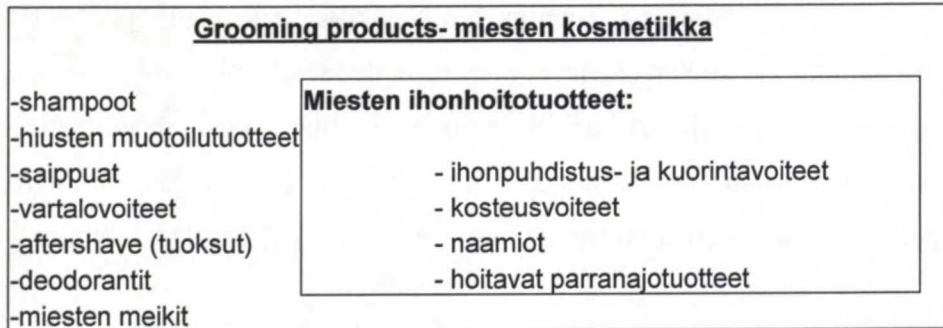 Grooming products- miesten kosmetiikka
-shampoot
-hiusten muotoilutuotteet
-saippuat
-vartalovoiteet
-aftershave (tuoksut)
-deodorantit
-miesten meikit
Miesten ihonhoitotuotteet:
- ihonpuhdistus- ja kuorintavoiteet
- kosteusvoiteet
- naamiot
- hoitavat parranajotuotteet